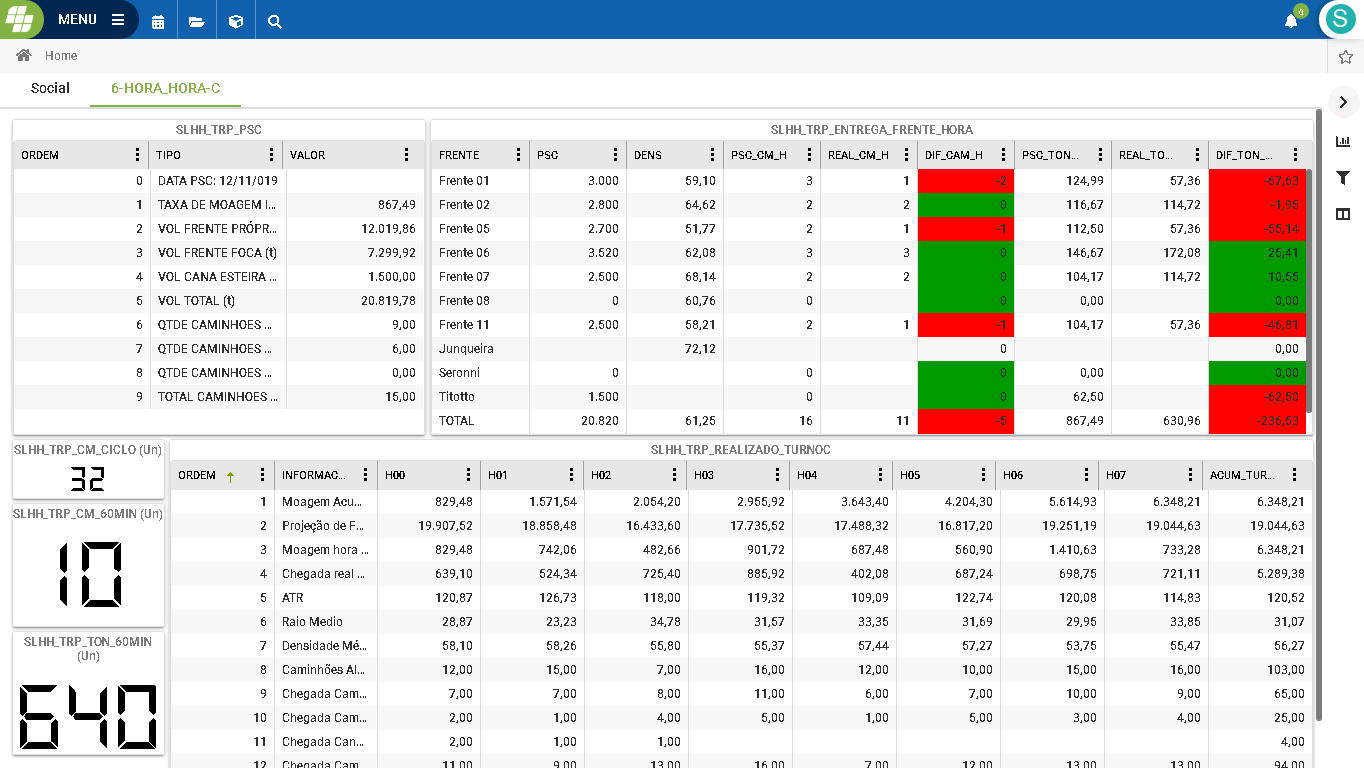 MENU
0
S
Home
Social 6-HORA_HORA-C
SLHH_TRP_PSC
ORDEM TIPO VALOR
0 DATA PSC: 12/11/019
1 TAXA DE MOAGEM I... 867,49
2 VOL FRENTE PRÓPR... 12.019,86
3 VOL FRENTE FOCA (t) 7.299,92
4 VOL CANA ESTEIRA ... 1.500,00
5 VOL TOTAL (t) 20.819,78
6 QTDE CAMINHOES ... 9,00
7 QTDE CAMINHOES ... 6,00
8 QTDE CAMINHOES ... 0,00
9 TOTAL CAMINHOES ... 15,00
SLHH_TRP_ENTREGA_FRENTE_HORA
FRENTE PSC DENS PSC_CM_H REAL_CM_H DIF_CAM_H PSC_TON... REAL_TO... DIF_TON_...
Frente 01 3.000 59,10 3 1 -2 124,99 57,36 -67,63
Frente 02 2.800 64,62 2 2 0 116,67 114,72 -1,95
Frente 05 2.700 51,77 2 1 -1 112,50 57,36 -55,14
Frente 06 3.520 62,08 3 3 0 146,67 172,08 25,41
Frente 07 2.500 68,14 2 2 0 104,17 114,72 10,55
Frente 08 0 60,76 0 0 0,00 0,00
Frente 11 2.500 58,21 2 1 -1 104,17 57,36 -46,81
Junqueira 72,12 0 0,00
Seronni 0 0 0 0,00 0,00
Titotto 1.500 0 0 62,50 -62,50
TOTAL 20.820 61,25 16 11 -5 867,49 630,96 -236,53
SLHH_TRP_CM_CICLO (Un)
32
SLHH_TRP_CM_60MIN (Un)
10
SLHH_TRP_TON_60MIN
(Un)
640
SLHH_TRP_REALIZADO_TURNOC
ORDEM INFORMAC... H00 H01 H02 H03 H04 H05 H06 H07 ACUM_TUR...
1 Moagem Acu... 829,48 1.571,54 2.054,20 2.955,92 3.643,40 4.204,30 5.614,93 6.348,21 6.348,21
2 Projeção de F... 19.907,52 18.858,48 16.433,60 17.735,52 17.488,32 16.817,20 19.251,19 19.044,63 19.044,63
3 Moagem hora ... 829,48 742,06 482,66 901,72 687,48 560,90 1.410,63 733,28 6.348,21
4 Chegada real ... 639,10 524,34 725,40 885,92 402,08 687,24 698,75 721,11 5.289,38
5 ATR 120,87 126,73 118,00 119,32 109,09 122,74 120,08 114,83 120,52
6 Raio Medio 28,87 23,23 34,78 31,57 33,35 31,69 29,95 33,85 31,07
7 Densidade Mé... 58,10 58,26 55,80 55,37 57,44 57,27 53,75 55,47 56,27
8 Caminhões Al... 12,00 15,00 7,00 16,00 12,00 10,00 15,00 16,00 103,00
9 Chegada Cam... 7,00 7,00 8,00 11,00 6,00 7,00 10,00 9,00 65,00
10 Chegada Cam... 2,00 1,00 4,00 5,00 1,00 5,00 3,00 4,00 25,00
11 Chegada Can... 2,00 1,00 1,00 4,00
12 Chegada Cam... 11,00 9,00 13,00 16,00 7,00 12,00 13,00 13,00 94,00